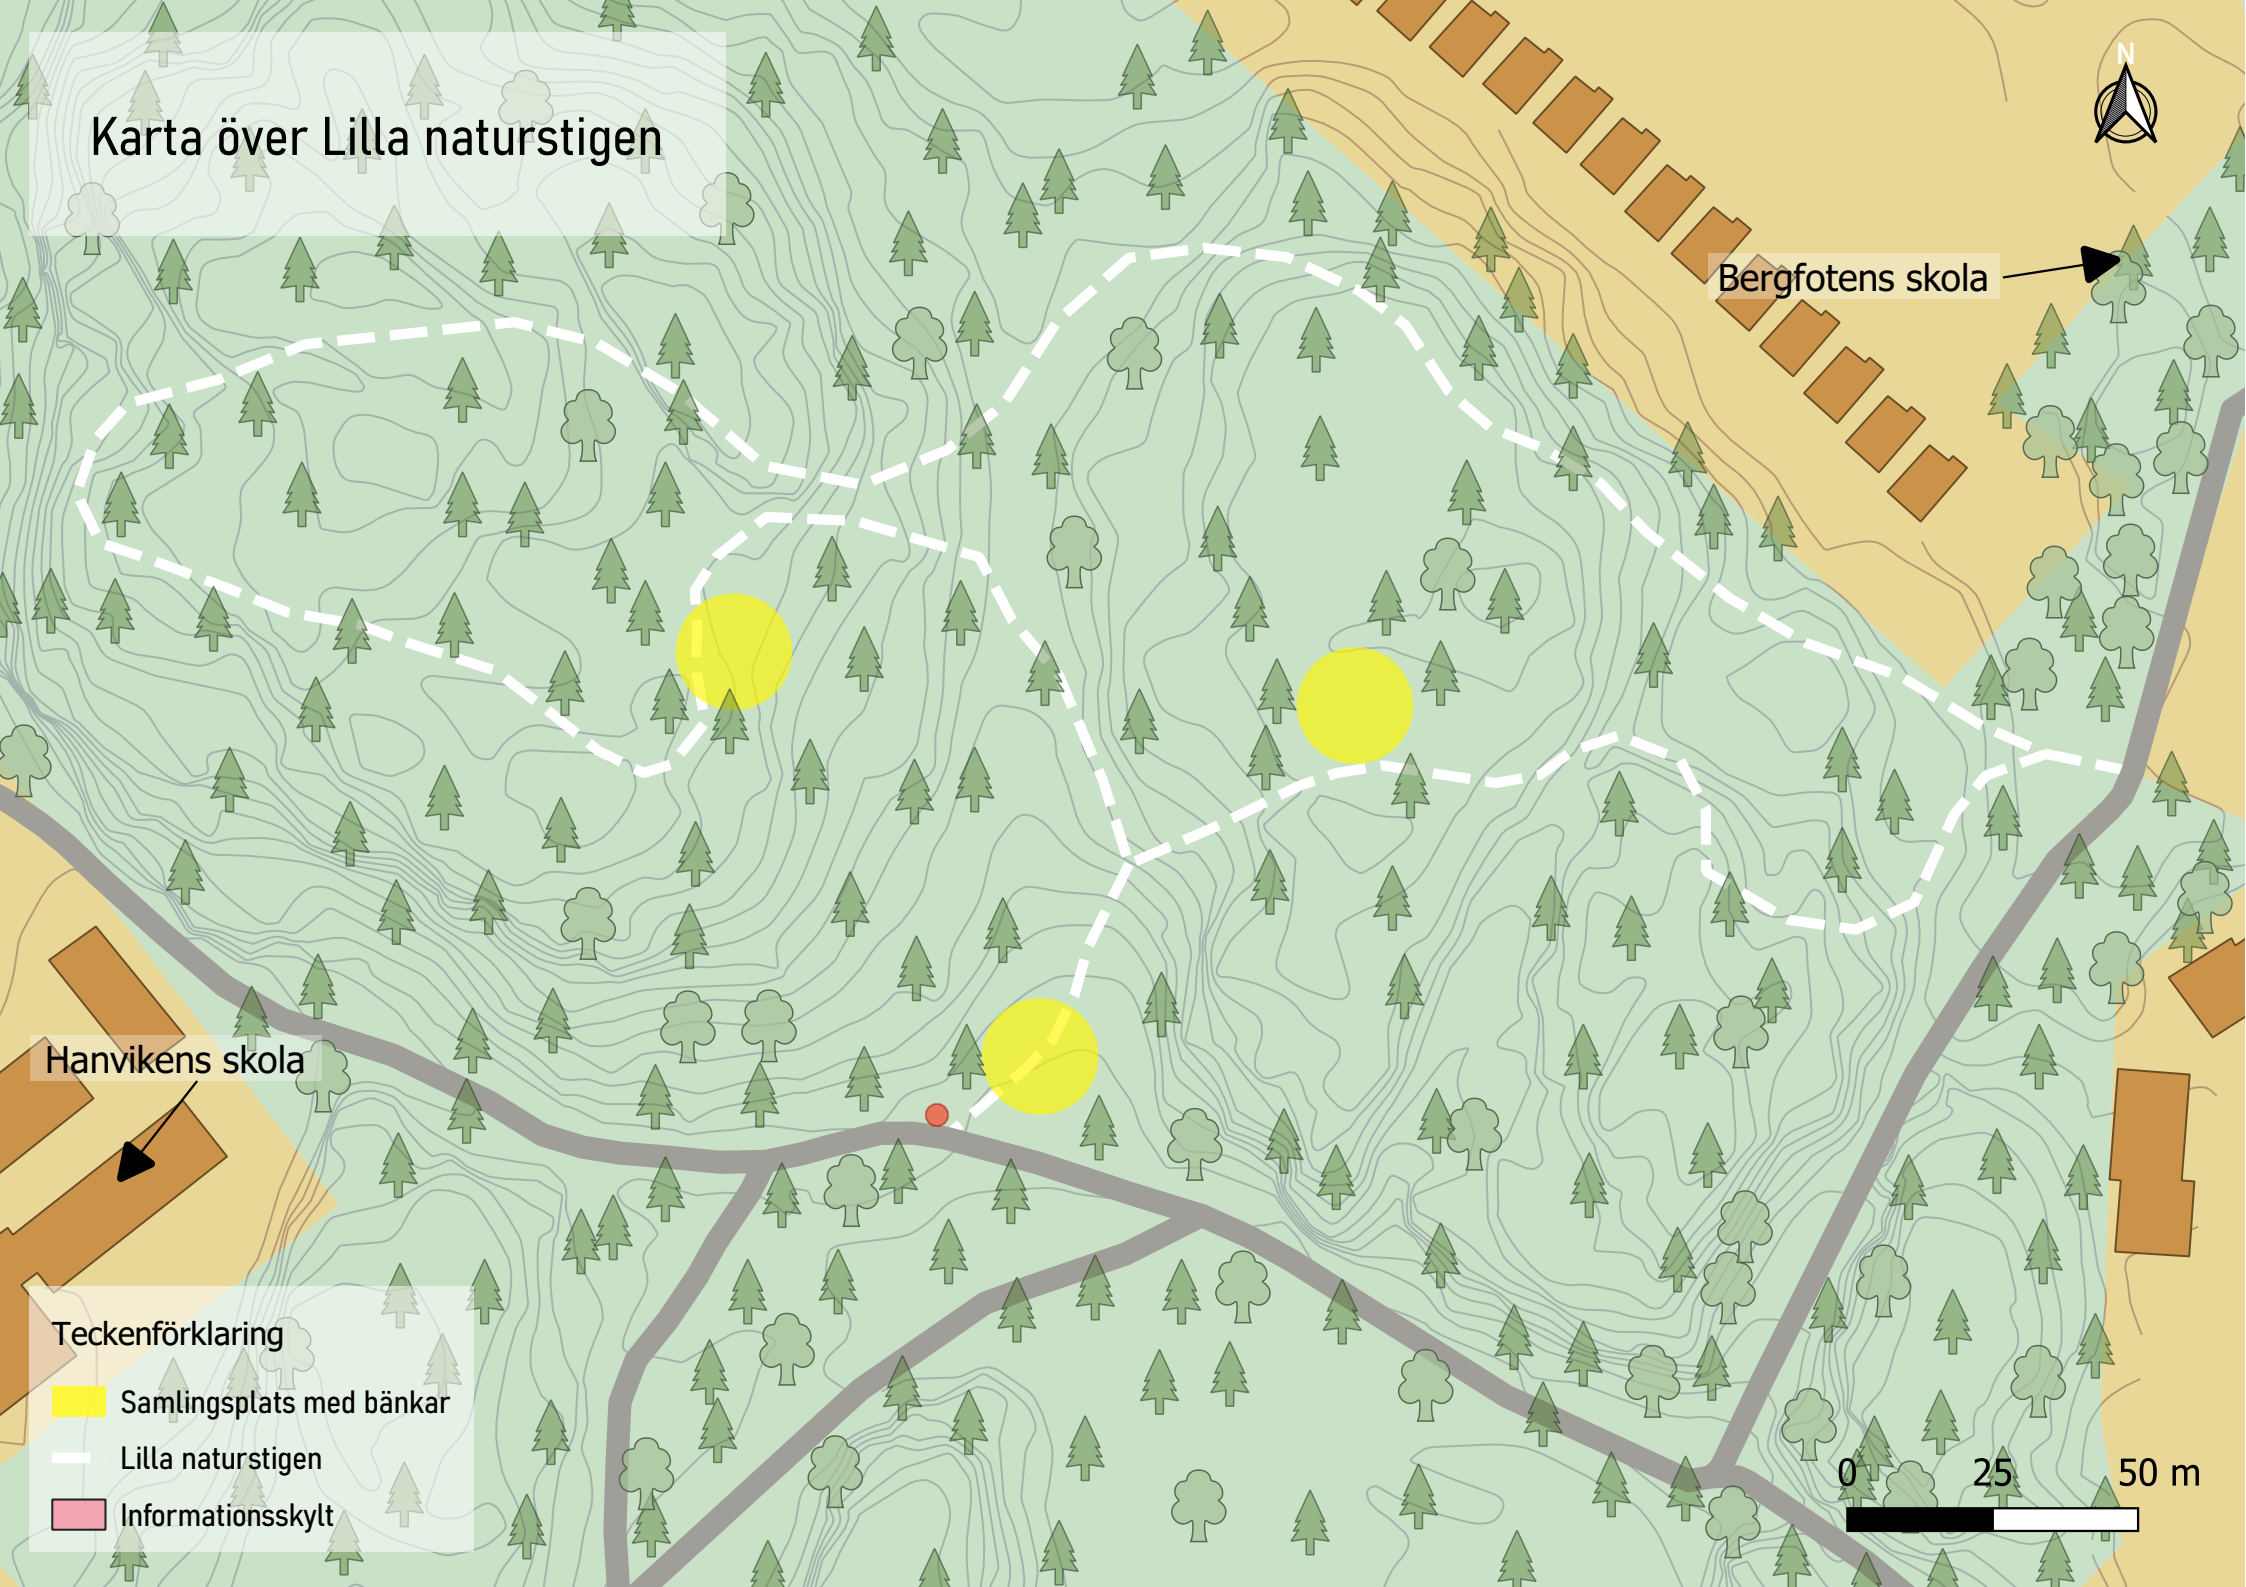 Karta över Lilla naturstigen
N
Bergfotens skola
Hanvikens skola
Teckenförklaring
Samlingsplats med bänkar
Lilla naturstigen
Informationsskylt
0 25 50 m